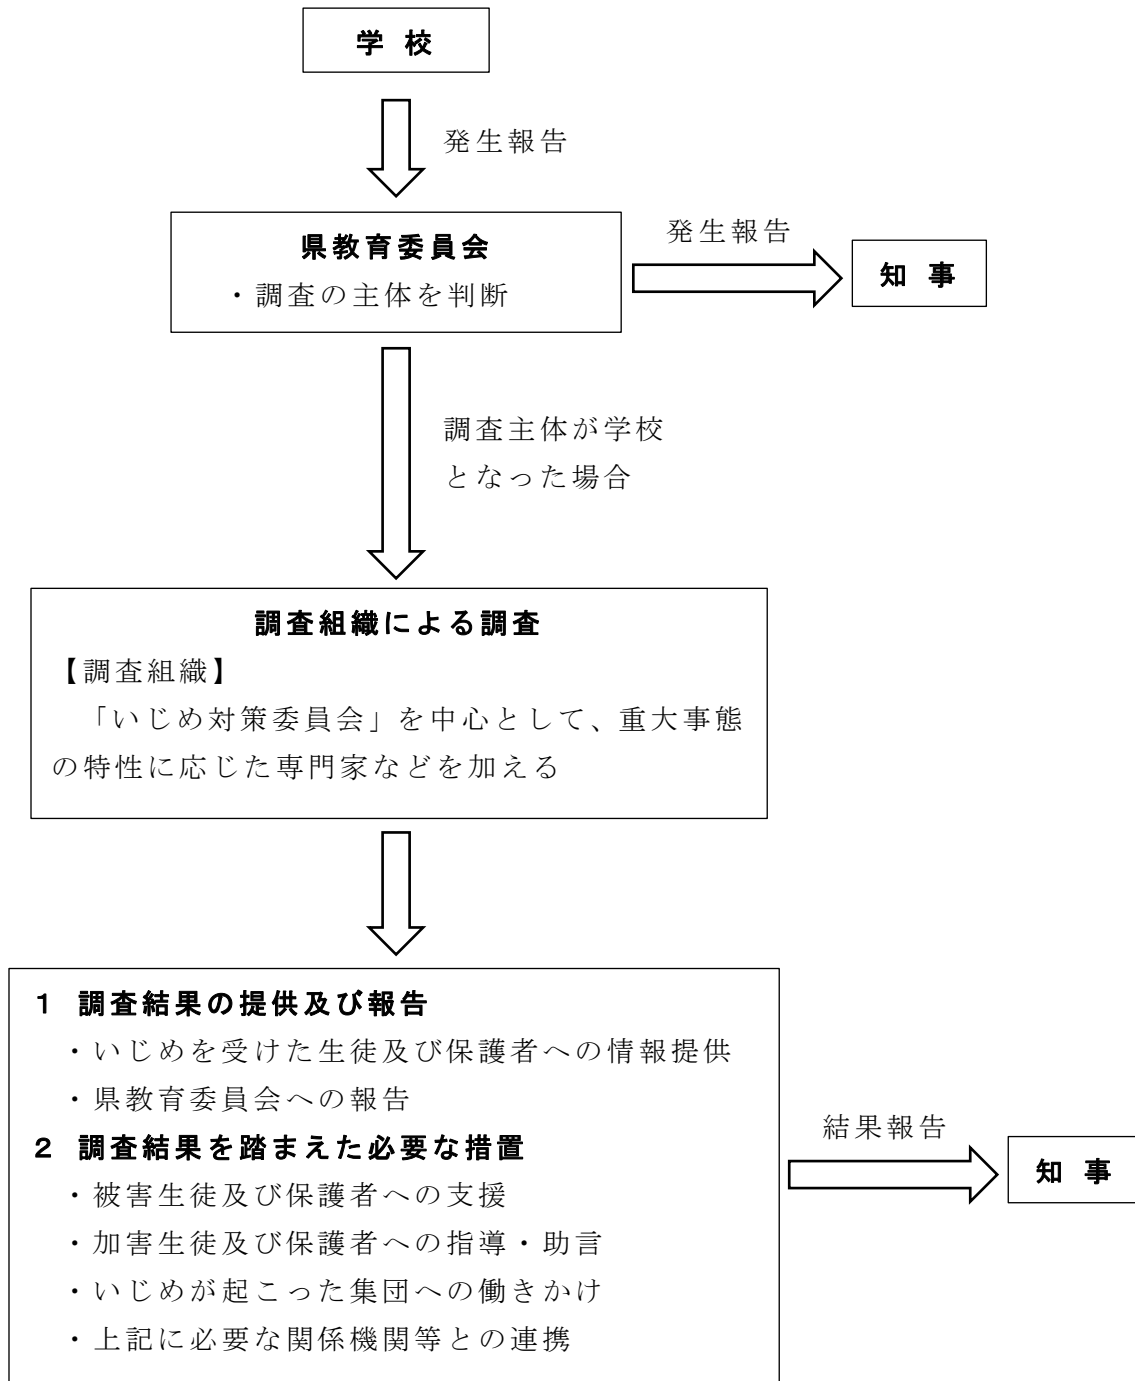 学 校
発生報告
県教育委員会
・調査の主体を判断
発生報告
知 事
調査主体が学校
となった場合
調査組織による調査
【調査組織】
「いじめ対策委員会」を中心として、重大事態
の特性に応じた専門家などを加える
1 調査結果の提供及び報告
・いじめを受けた生徒及び保護者への情報提供
・県教育委員会への報告
2 調査結果を踏まえた必要な措置
・被害生徒及び保護者への支援
・加害生徒及び保護者への指導・助言
・いじめが起こった集団への働きかけ
・上記に必要な関係機関等との連携
結果報告
知 事